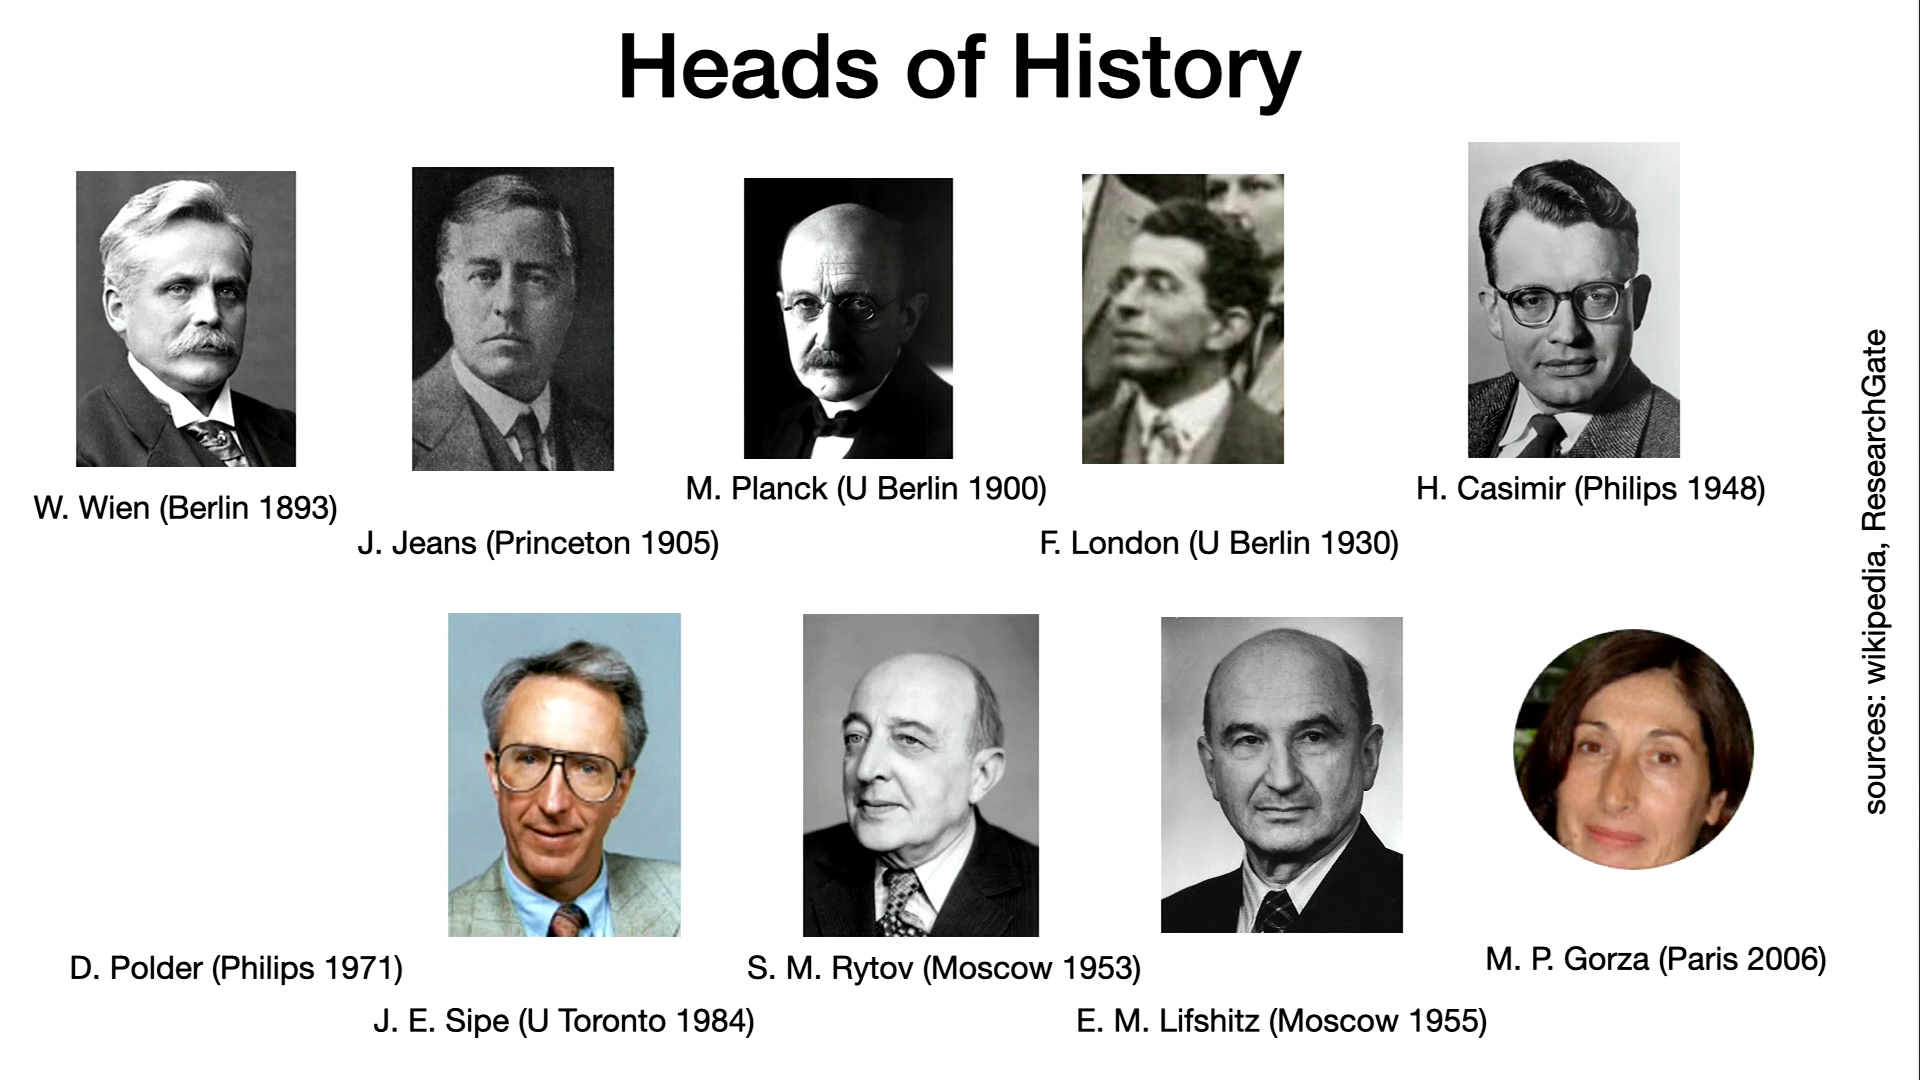 Heads of History
W. Wien (Berlin 1893)
J. Jeans (Princeton 1905)
M. Planck (U Berlin 1900)
F. London (U Berlin 1930)
H. Casimir (Philips 1948)
D. Polder (Philips 1971)
J. E. Sipe (U Toronto 1984)
S. M. Rytov (Moscow 1953)
E. M. Lifshitz (Moscow 1955)
M. P. Gorza (Paris 2006)
sources: wikipedia, ResearchGate